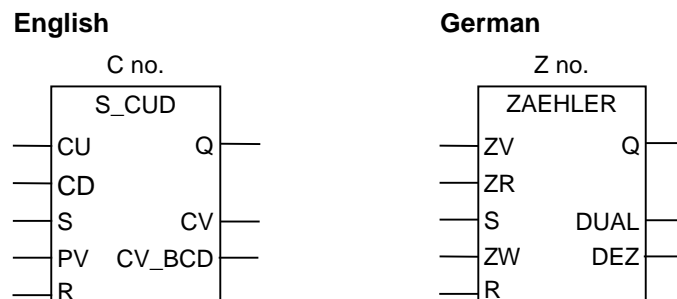 English
C no.
S_CUD
CU Q
CD
S CV
PV CV_BCD
R
German
Z no.
ZAEHLER
ZV Q
ZR
S DUAL
ZW DEZ
R